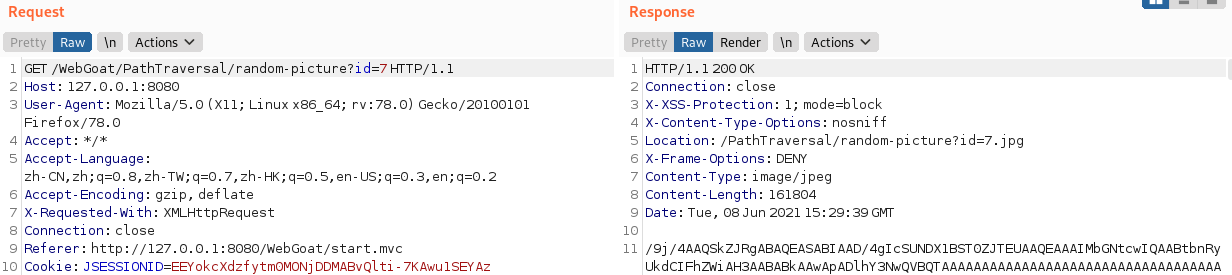 Request
Pretty Raw \n Actions
1 GET /WebGoat/PathTraversal/random-picture?id=7 HTTP/1.1
2 Host: 127.0.0.1:8080
3 User-Agent: Mozilla/5.0 (X11; Linux x86_64; rv:78.0) Gecko/20100101
Firefox/78.0
4 Accept: */*
5 Accept-Language:
zh-CN,zh;q=0.8,zh-TW;q=0.7,zh-HK;q=0.5,en-US;q=0.3,en;q=0.2
6 Accept-Encoding: gzip, deflate
7 X-Requested-With: XMLHttpRequest
8 Connection: close
9 Referer: http://127.0.0.1:8080/WebGoat/start.mvc
10 Cookie: JSESSIONID=EEYokcXdzfytmOMONjDDMABvQlti-7KAwu1SEYAz
Response
Pretty Raw Render \n Actions
1 HTTP/1.1 200 OK
2 Connection: close
3 X-XSS-Protection: 1; mode=block
4 X-Content-Type-Options: nosniff
5 Location: /PathTraversal/random-picture?id=7.jpg
6 X-Frame-Options: DENY
7 Content-Type: image/jpeg
8 Content-Length: 161804
9 Date: Tue, 08 Jun 2021 15:29:39 GMT
10
11 /9j/4AAQSkZJRgABAQEASABIAAD/4gIcSUNDX1BST0ZJTEUAAQEAAAIMbGNtcwIQAABtbnRy
UkdCIFhZWiAH3AABABkAAwApADlhY3NwQVBQTAAAAAAAAAAAAAAAAAAAAAAAAAAAAAAAAAAA